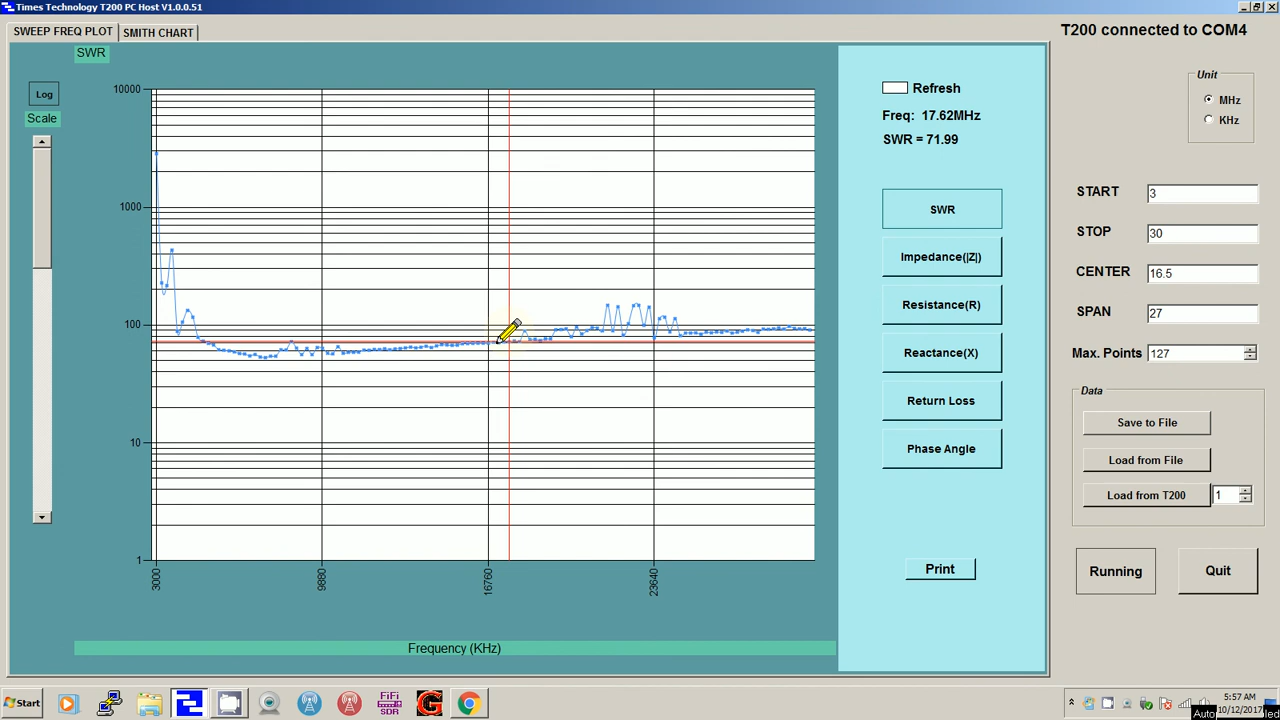 Times Technology T200 PC Host V1.0.0.51
SWEEP FREQ PLOT
SMITH CHART
SWR
Log
Scale
10000
1000
100
10
1
3000
9880
16760
23640
Frequency (KHz)
Refresh
Freq: 17.62MHz
SWR = 71.99
SWR
Impedance(|Z|)
Resistance(R)
Reactance(X)
Return Loss
Phase Angle
Print
T200 connected to COM4
Unit
MHz
KHz
START 3
STOP 30
CENTER 16.5
SPAN 27
Max. Points 127
Data
Save to File
Load from File
Load from T200 1
Running
Quit
Start
FiFi
SDR
G
5:57 AM
10/12/2017